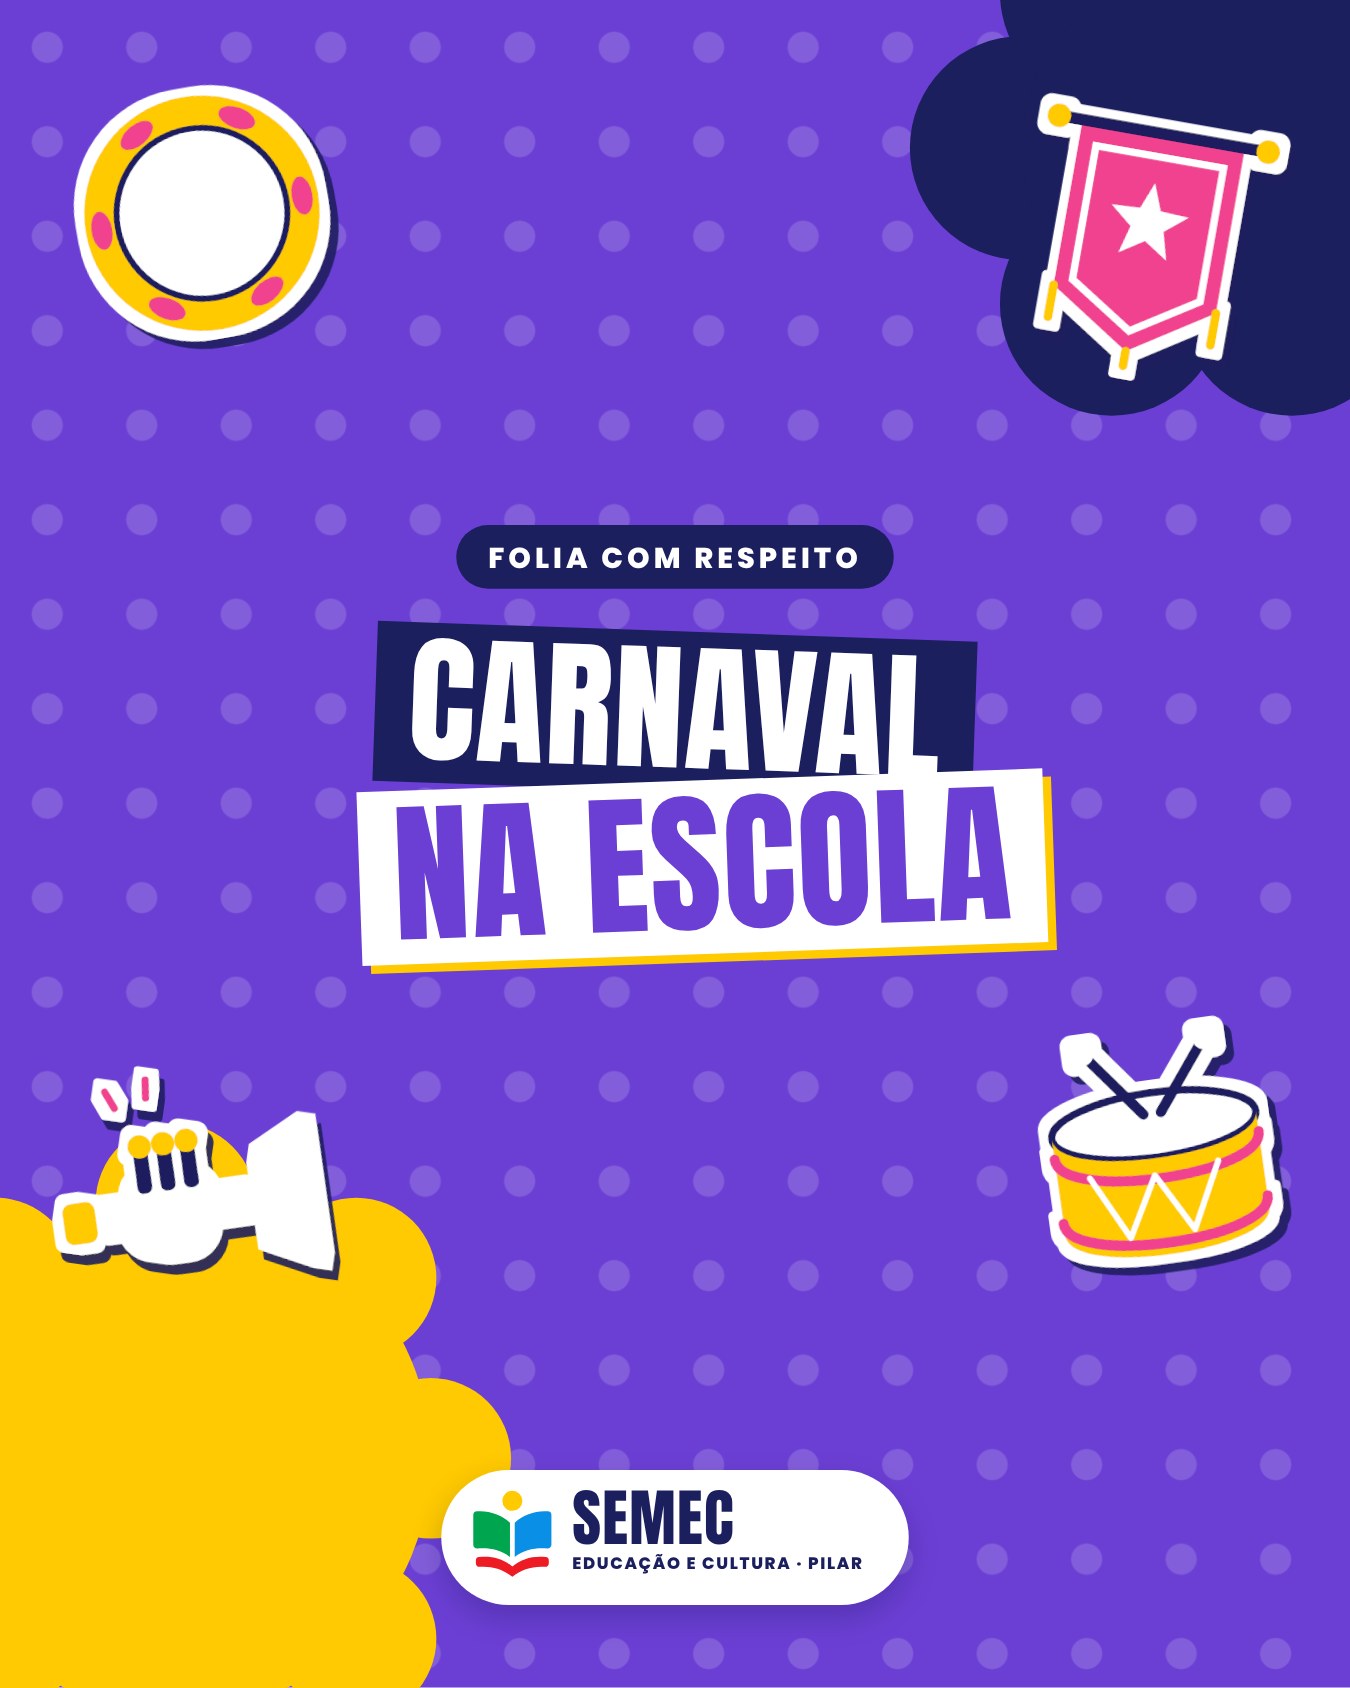 FOLIA COM RESPEITO
CARNAVAL
NA ESCOLA
SEMEC
EDUCAÇÃO E CULTURA · PILAR